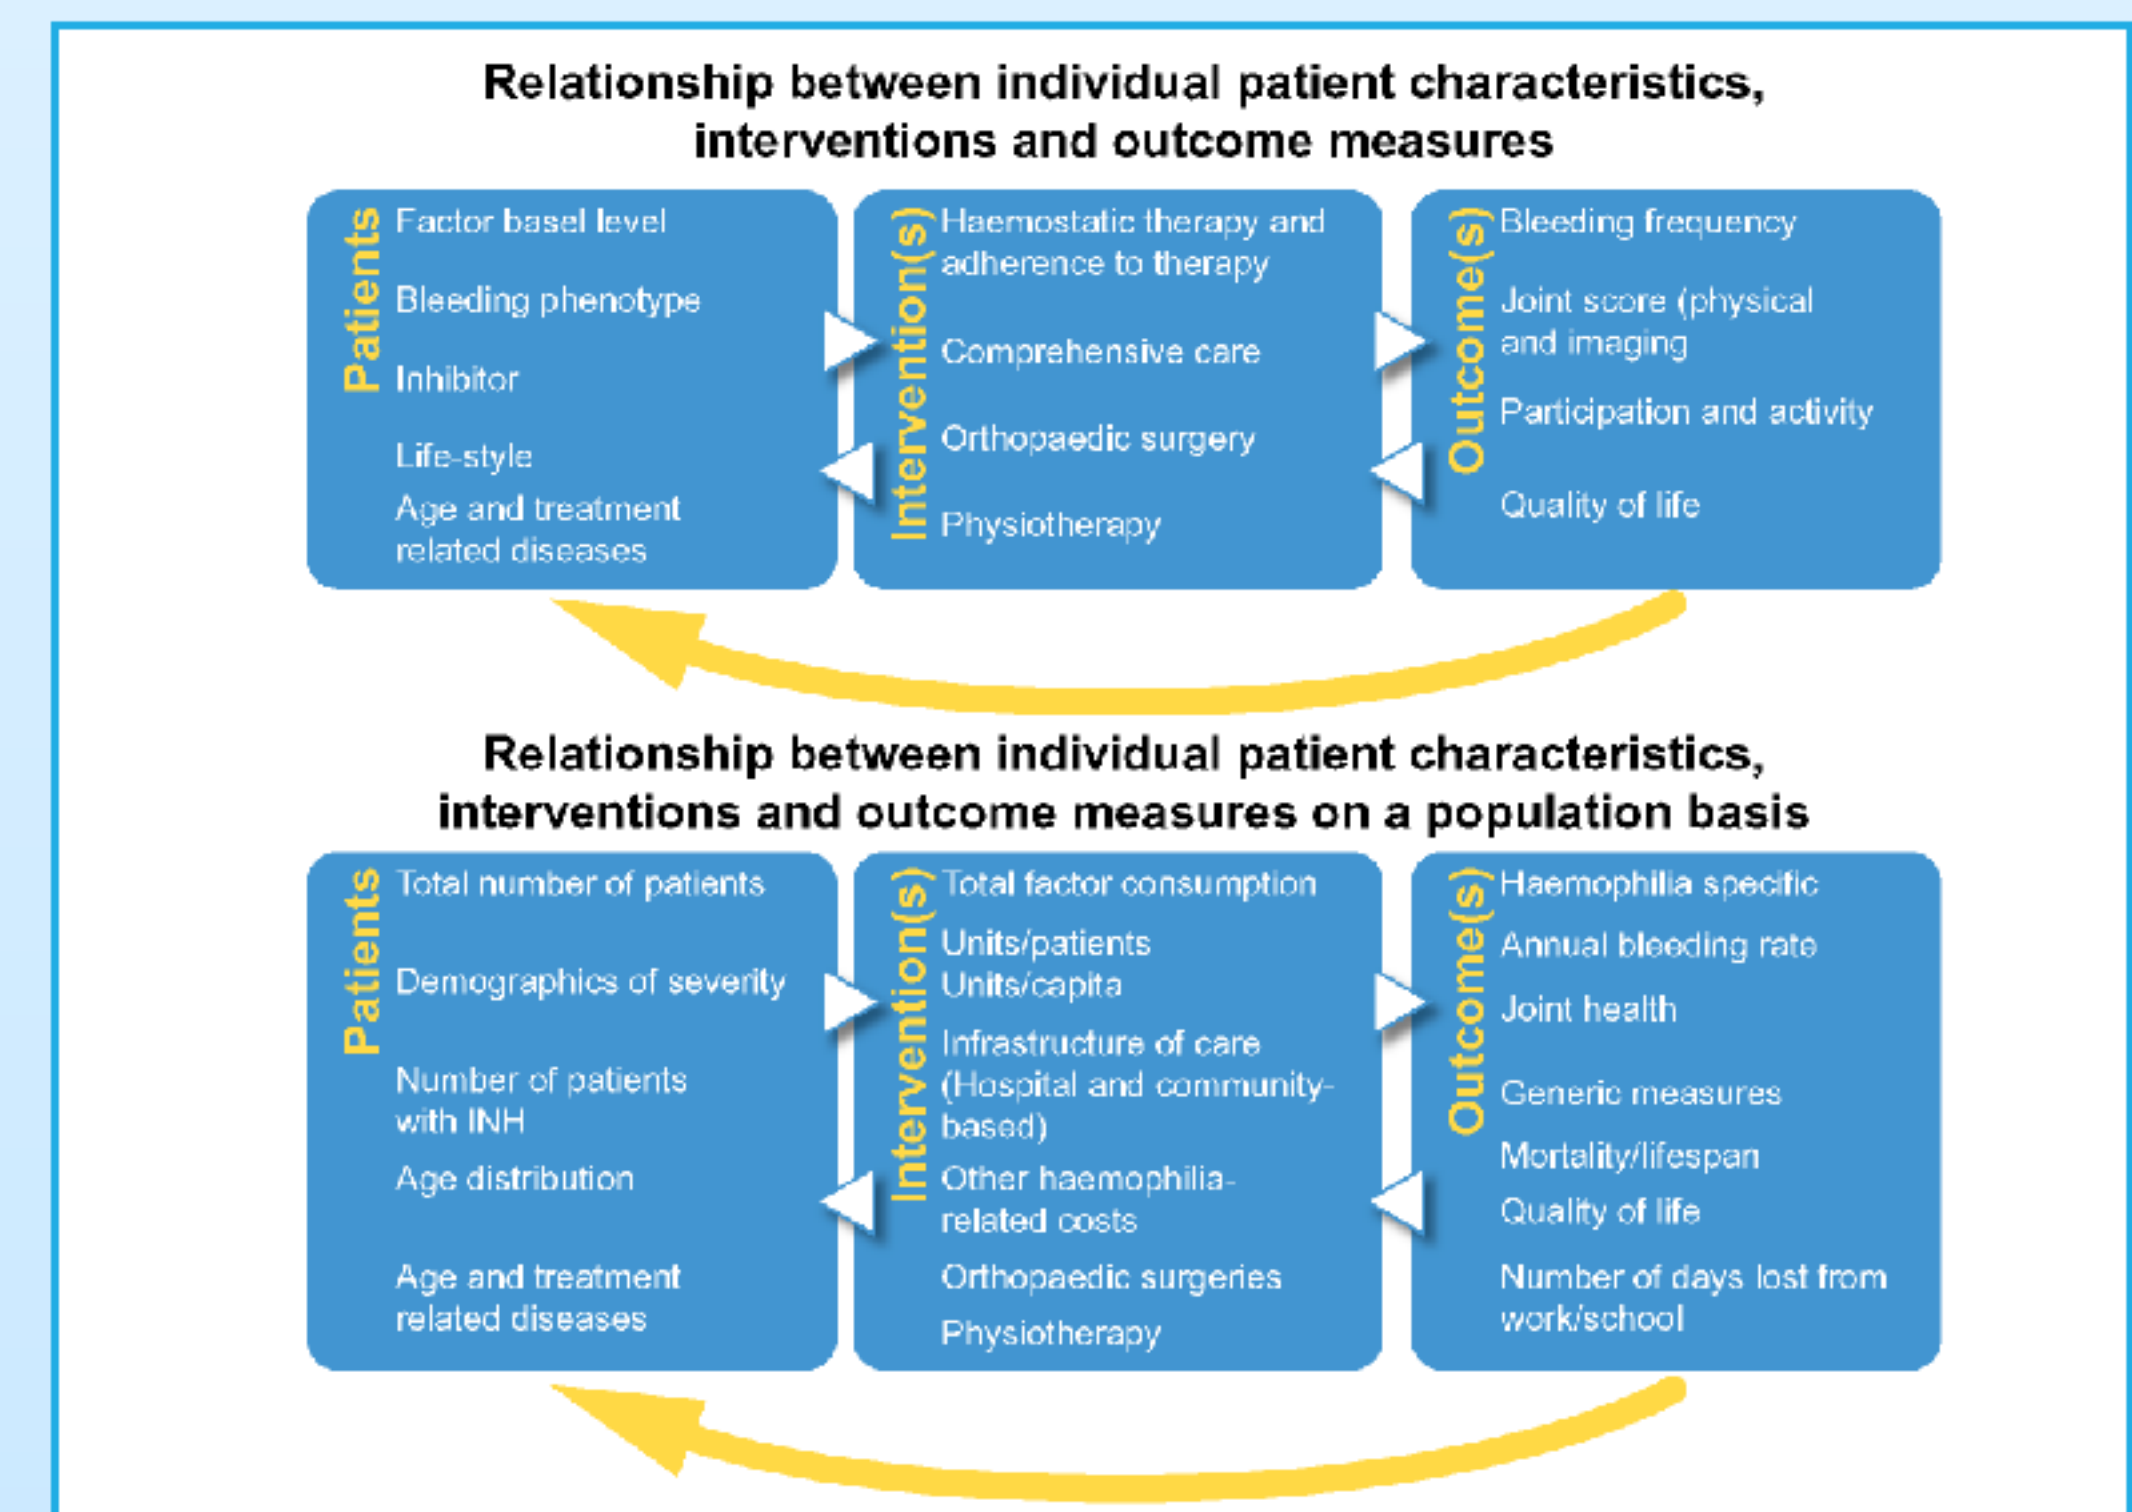 Relationship between individual patient characteristics,
interventions and outcome measures
Patients
Factor basel level
Bleeding phenotype
Inhibitor
Life-style
Age and treatment
related diseases
Intervention(s)
Haemostatic therapy and
adherence to therapy
Comprehensive care
Orthopaedic surgery
Physiotherapy
Outcome(s)
Bleeding frequency
Joint score (physical
and imaging
Participation and activity
Quality of life
Relationship between individual patient characteristics,
interventions and outcome measures on a population basis
Patients
Total number of patients
Demographics of severity
Number of patients
with INH
Age distribution
Age and treatment
related diseases
Intervention(s)
Total factor consumption
Units/patients
Units/capita
Infrastructure of care
(Hospital and community-
based)
Other haemophilia-
related costs
Orthopaedic surgeries
Physiotherapy
Outcome(s)
Haemophilia specific
Annual bleeding rate
Joint health
Generic measures
Mortality/lifespan
Quality of life
Number of days lost from
work/school